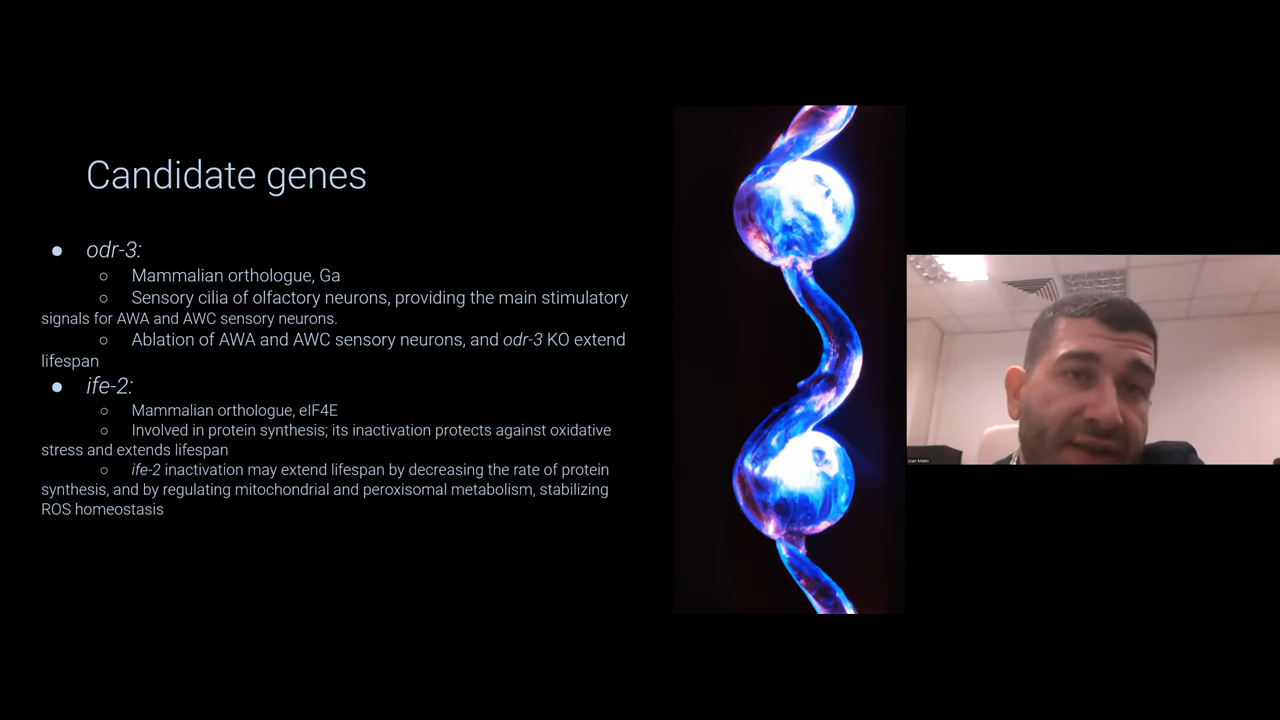 Candidate genes
● odr-3:
○ Mammalian orthologue, Ga
○ Sensory cilia of olfactory neurons, providing the main stimulatory
signals for AWA and AWC sensory neurons.
○ Ablation of AWA and AWC sensory neurons, and odr-3 KO extend
lifespan
● ife-2:
○ Mammalian orthologue, eIF4E
○ Involved in protein synthesis; its inactivation protects against oxidative
stress and extends lifespan
○ ife-2 inactivation may extend lifespan by decreasing the rate of protein
synthesis, and by regulating mitochondrial and peroxisomal metabolism, stabilizing
ROS homeostasis
Ioan Matei